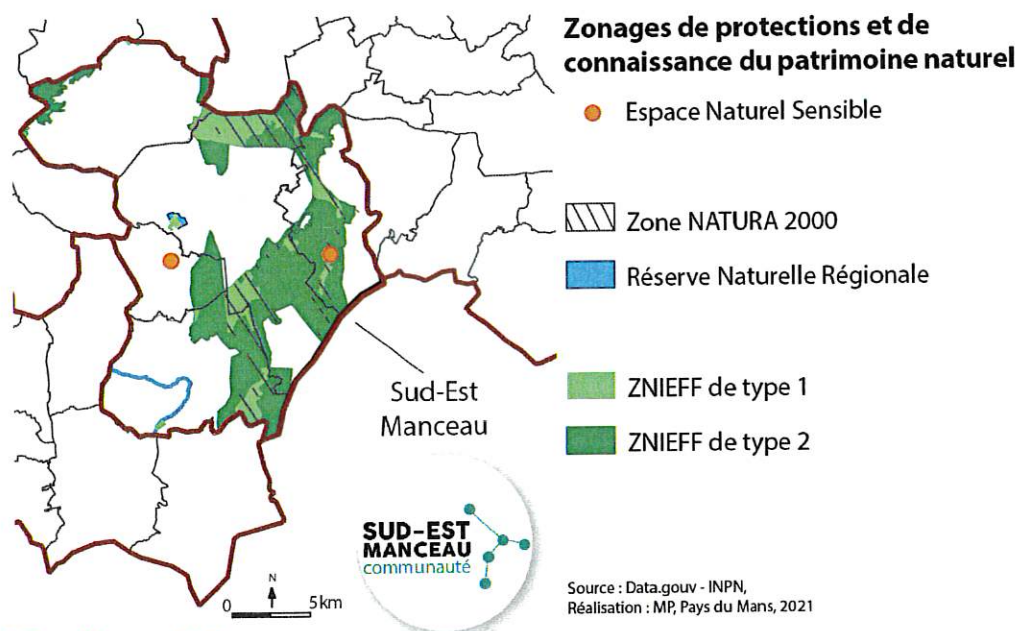 Zonages de protections et de
connaissance du patrimoine naturel
Espace Naturel Sensible
Zone NATURA 2000
Réserve Naturelle Régionale
ZNIEFF de type 1
ZNIEFF de type 2
Sud-Est
Manceau
SUD-EST
MANCEAU
communauté
N
0 5km
Source : Data.gouv - INPN,
Réalisation : MP, Pays du Mans, 2021